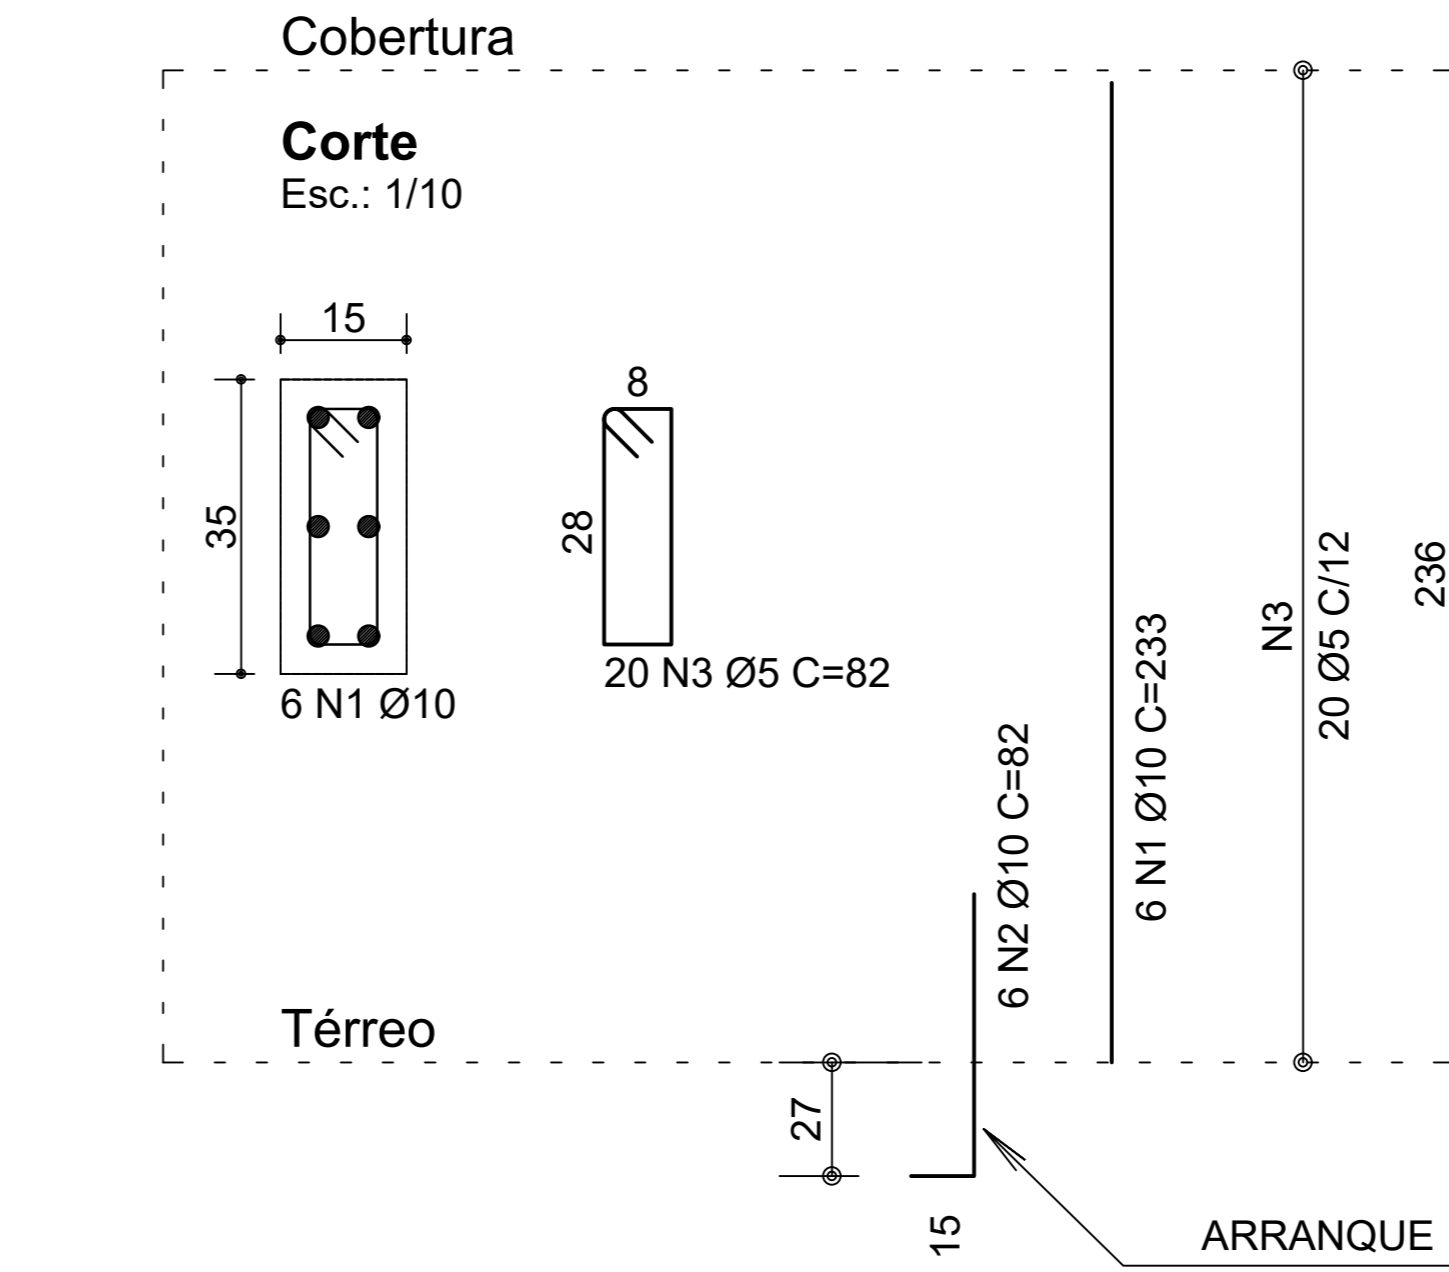 Cobertura
Corte
Esc.: 1/10
15
35
6 N1 Ø10
8
28
20 N3 Ø5 C=82
6 N2 Ø10 C=82
6 N1 Ø10 C=233
N3
20 Ø5 C/12
236
Térreo
27
15
ARRANQUE